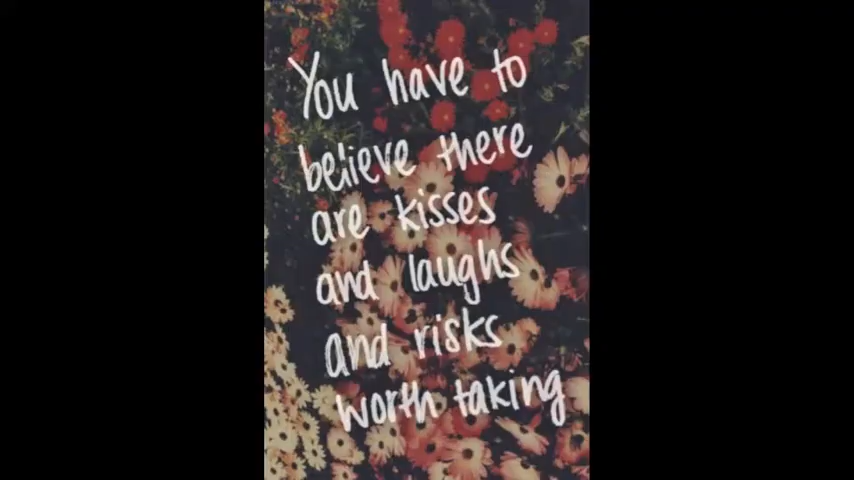 You have to
believe there
are kisses
and laughs
and risks
worth taking